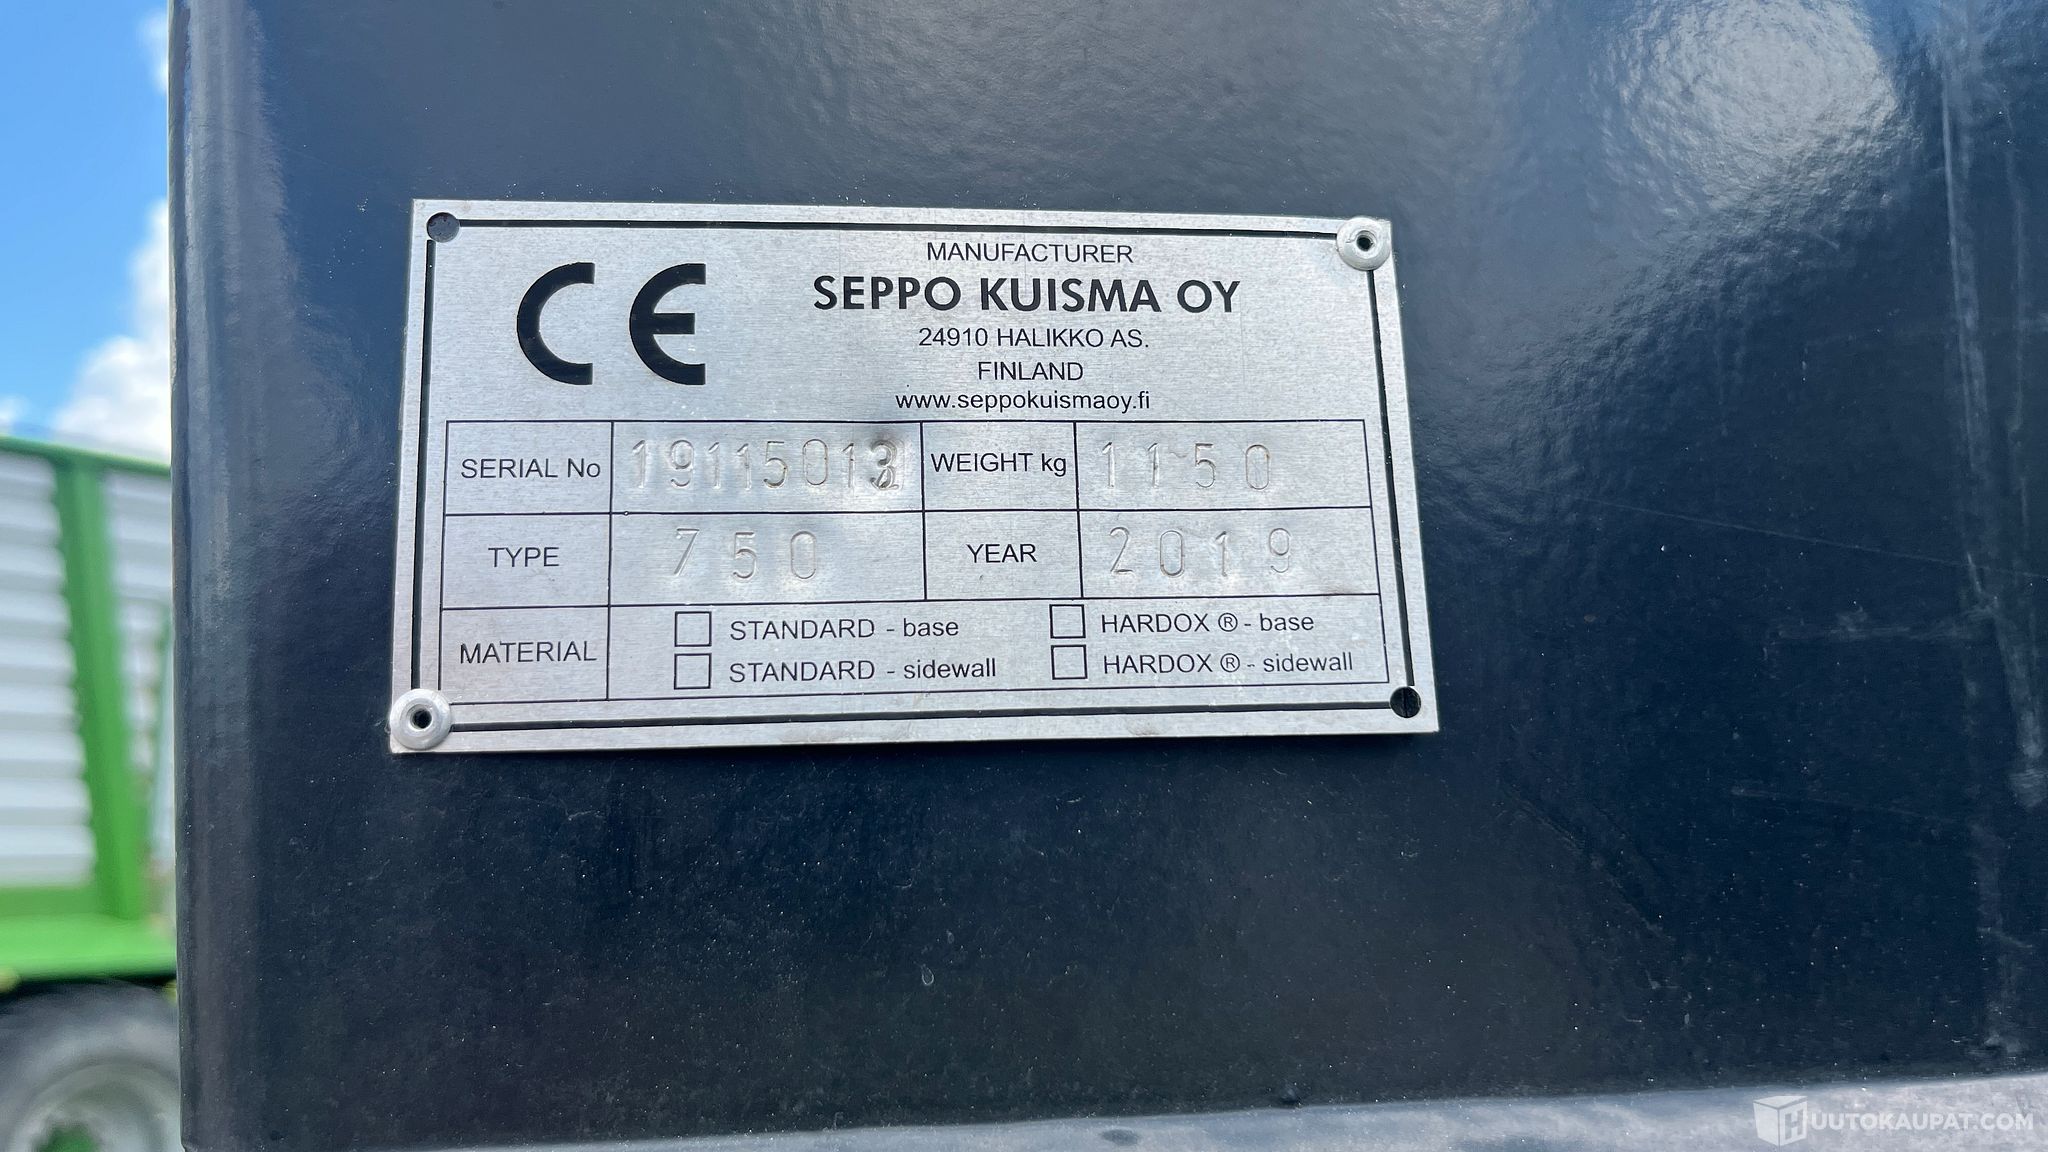 CE
MANUFACTURER
SEPPO KUISMA OY
24910 HALIKKO AS.
FINLAND
www.seppokuismaoy.fi
SERIAL No WEIGHT kg 1150
TYPE 750 YEAR 2019
MATERIAL
STANDARD - base HARDOX ® - base
STANDARD - sidewall HARDOX ® - sidewall
HUUTOKAUPAT.COM